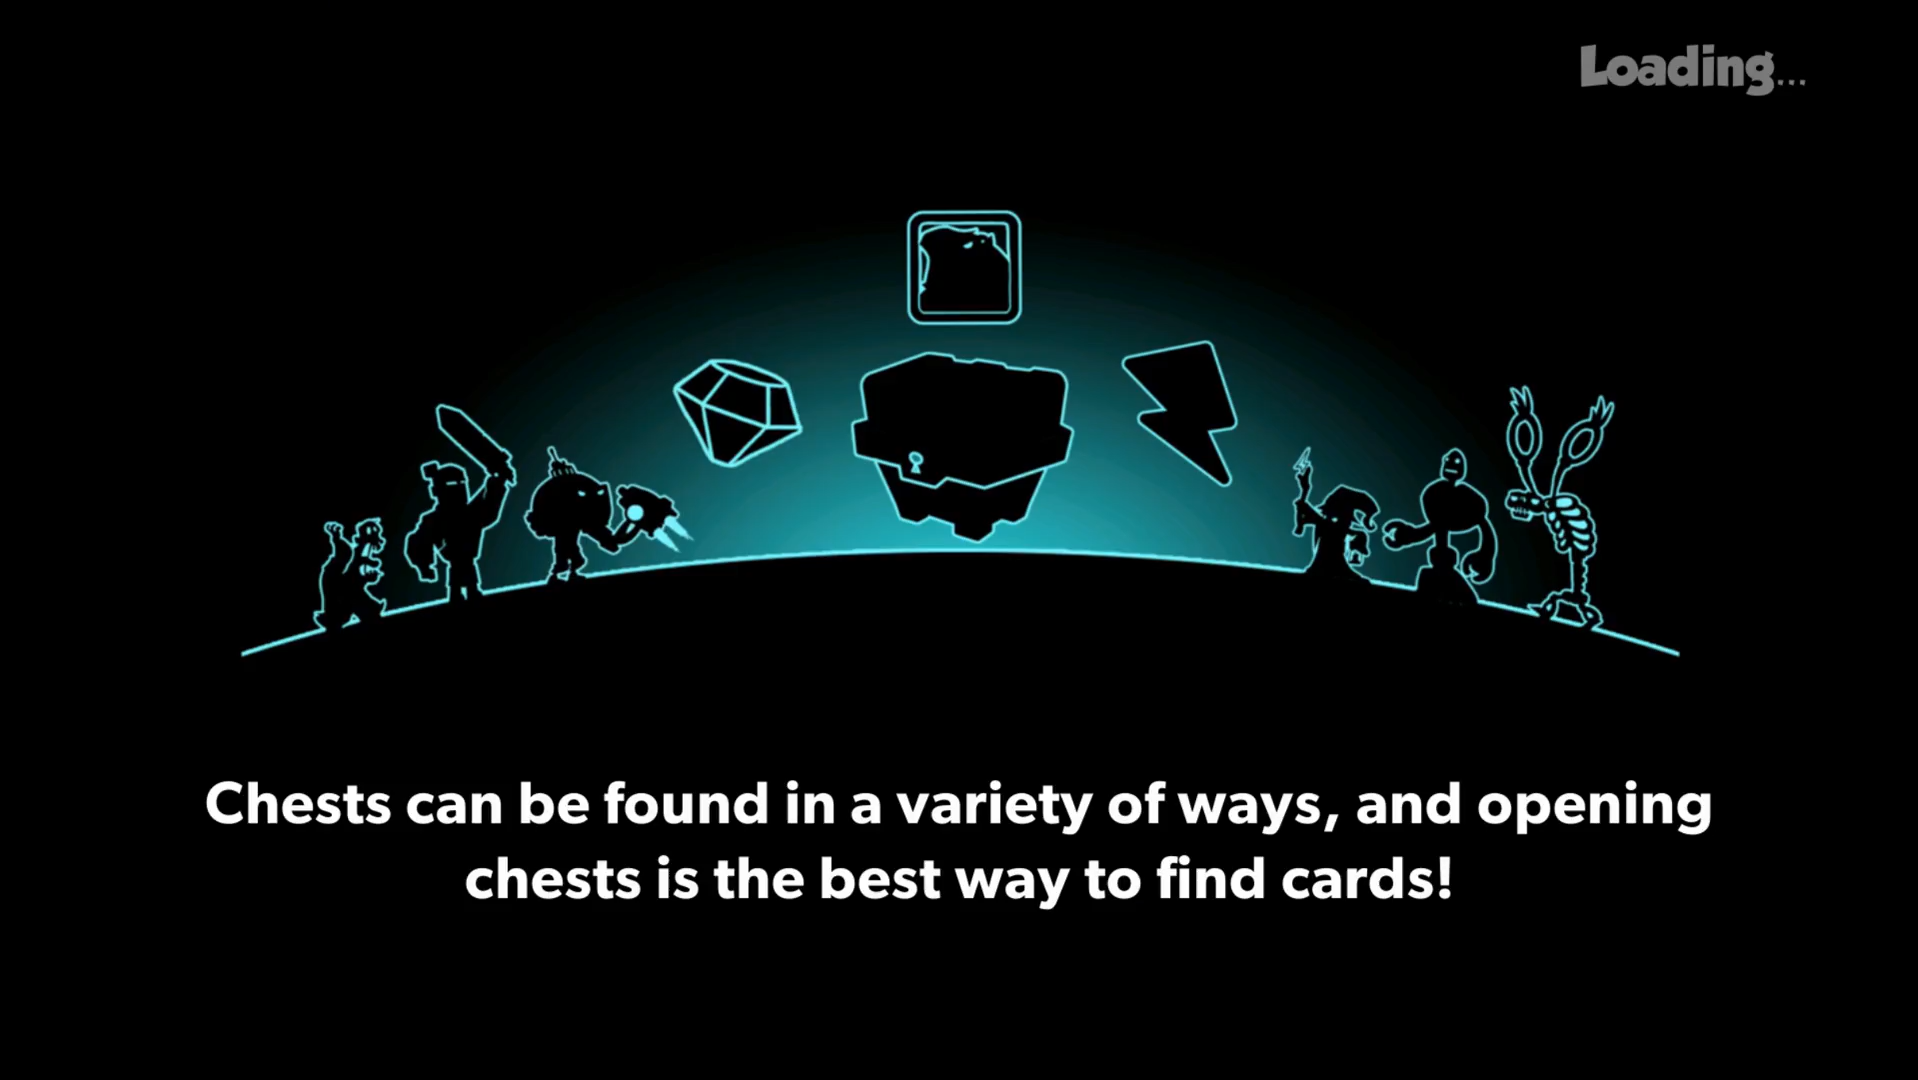 Loading...
Chests can be found in a variety of ways, and opening
chests is the best way to find cards!